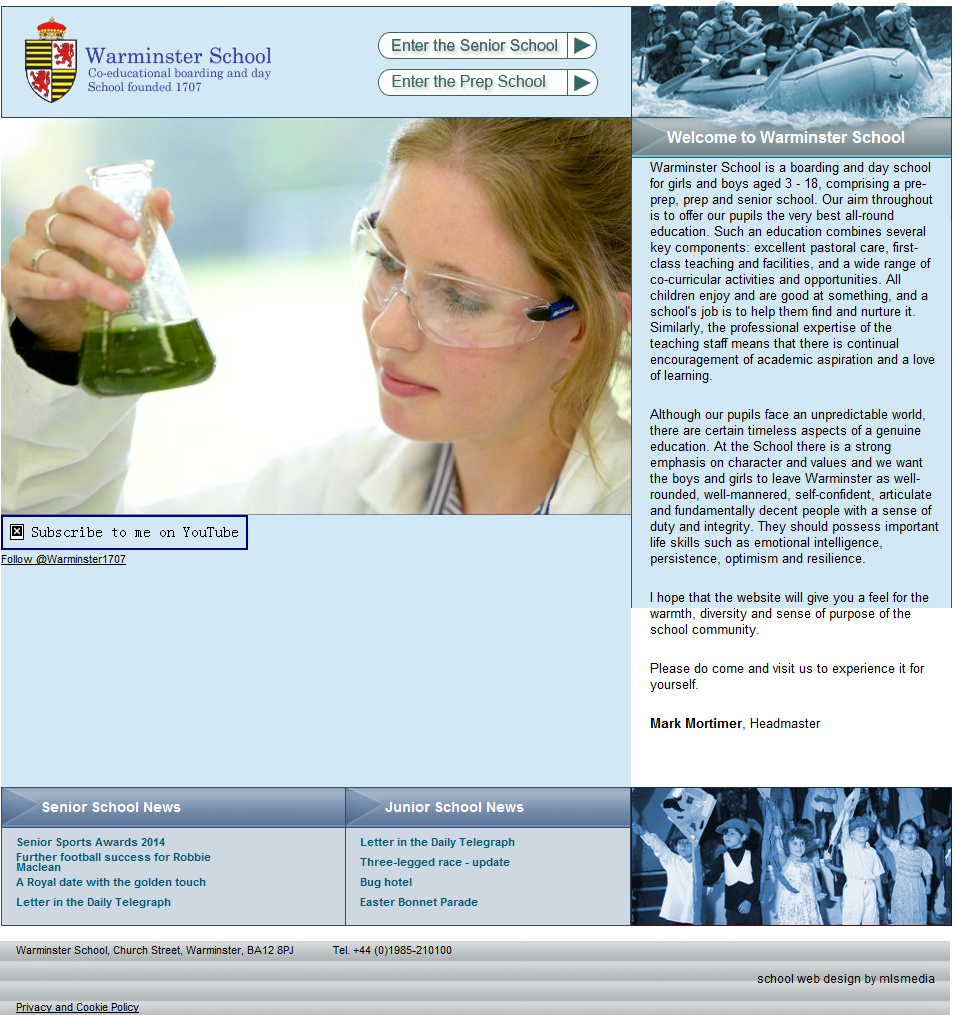 Warminster School
Co-educational boarding and day
School founded 1707
Enter the Senior School
Enter the Prep School
Welcome to Warminster School
Warminster School is a boarding and day school
for girls and boys aged 3 - 18, comprising a pre-
prep, prep and senior school. Our aim throughout
is to offer our pupils the very best all-round
education. Such an education combines several
key components: excellent pastoral care, first-
class teaching and facilities, and a wide range of
co-curricular activities and opportunities. All
children enjoy and are good at something, and a
school's job is to help them find and nurture it.
Similarly, the professional expertise of the
teaching staff means that there is continual
encouragement of academic aspiration and a love
of learning.
Although our pupils face an unpredictable world,
there are certain timeless aspects of a genuine
education. At the School there is a strong
emphasis on character and values and we want
the boys and girls to leave Warminster as well-
rounded, well-mannered, self-confident, articulate
and fundamentally decent people with a sense of
duty and integrity. They should possess important
life skills such as emotional intelligence,
persistence, optimism and resilience.
I hope that the website will give you a feel for the
warmth, diversity and sense of purpose of the
school community.
Please do come and visit us to experience it for
yourself.
Mark Mortimer, Headmaster
Subscribe to me on YouTube
Follow @Warminster1707
Senior School News
Senior Sports Awards 2014
Further football success for Robbie
Maclean
A Royal date with the golden touch
Letter in the Daily Telegraph
Junior School News
Letter in the Daily Telegraph
Three-legged race - update
Bug hotel
Easter Bonnet Parade
Warminster School, Church Street, Warminster, BA12 8PJ
Tel. +44 (0)1985-210100
school web design by mlsmedia
Privacy and Cookie Policy